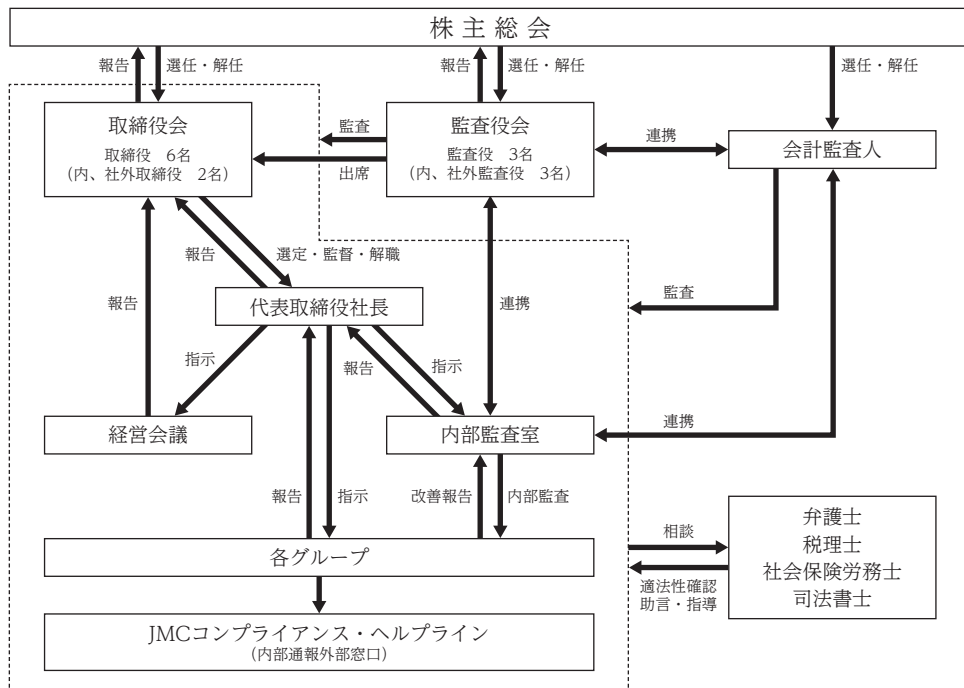 株主総会
報告
選任・解任
報告
選任・解任
選任・解任
取締役会
取締役 6名
(内、社外取締役 2名)
監査
出席
監査役会
監査役 3名
(内、社外監査役 3名)
連携
会計監査人
報告
選定・監督・解職
報告
代表取締役社長
連携
監査
指示
報告
指示
経営会議
内部監査室
連携
報告
指示
改善報告
内部監査
各グループ
相談
適法性確認
助言・指導
弁護士
税理士
社会保険労務士
司法書士
JMCコンプライアンス・ヘルプライン
(内部通報外部窓口)